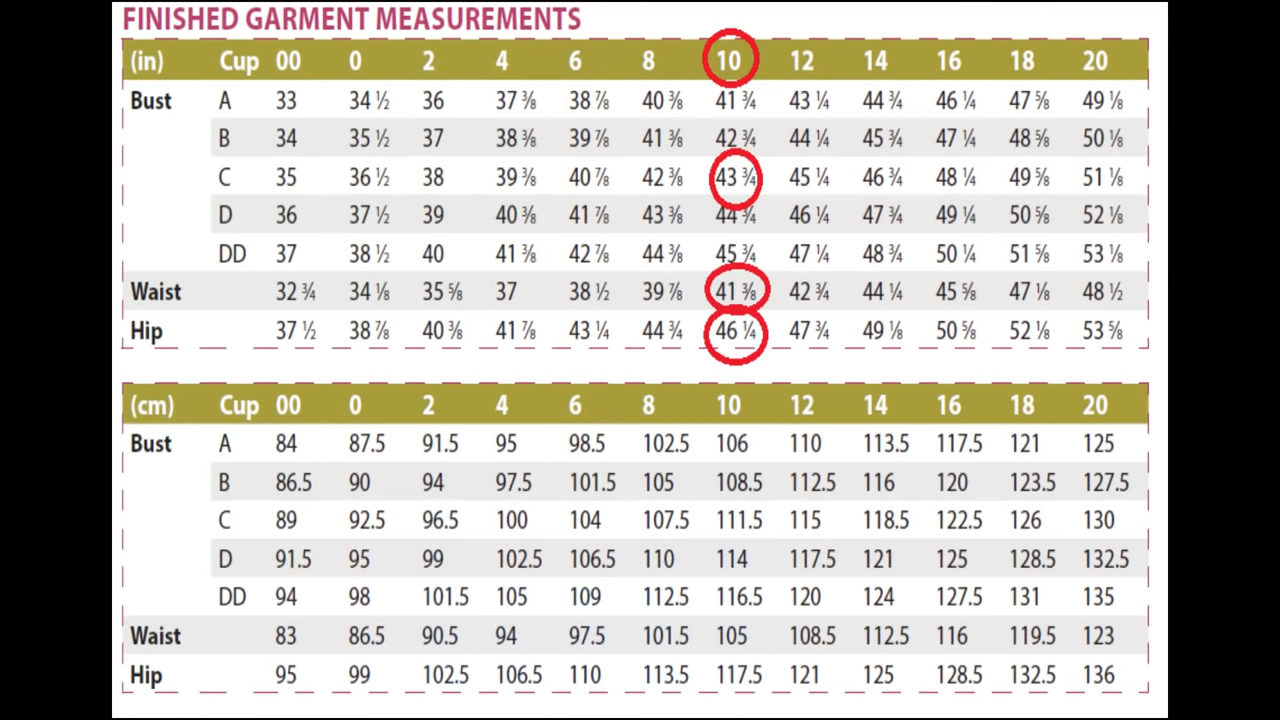 FINISHED GARMENT MEASUREMENTS
(in) Cup 00 0 2 4 6 8 10 12 14 16 18 20
Bust A 33 34 ½ 36 37 ⅜ 38 ⅞ 40 ⅜ 41 ¾ 43 ¼ 44 ¾ 46 ¼ 47 ⅝ 49 ⅛
B 34 35 ½ 37 38 ⅜ 39 ⅞ 41 ⅜ 42 ¾ 44 ¼ 45 ¾ 47 ¼ 48 ⅝ 50 ⅛
C 35 36 ½ 38 39 ⅜ 40 ⅞ 42 ⅜ 43 ¾ 45 ¼ 46 ¾ 48 ¼ 49 ⅝ 51 ⅛
D 36 37 ½ 39 40 ⅜ 41 ⅞ 43 ⅜ 44 ¾ 46 ¼ 47 ¾ 49 ¼ 50 ⅝ 52 ⅛
DD 37 38 ½ 40 41 ⅜ 42 ⅞ 44 ⅜ 45 ¾ 47 ¼ 48 ¾ 50 ¼ 51 ⅝ 53 ⅛
Waist 32 ¾ 34 ⅛ 35 ⅝ 37 38 ½ 39 ⅞ 41 ⅜ 42 ¾ 44 ¼ 45 ⅝ 47 ⅛ 48 ½
Hip 37 ½ 38 ⅞ 40 ⅜ 41 ⅞ 43 ¼ 44 ¾ 46 ¼ 47 ¾ 49 ⅛ 50 ⅝ 52 ⅛ 53 ⅝
(cm) Cup 00 0 2 4 6 8 10 12 14 16 18 20
Bust A 84 87.5 91.5 95 98.5 102.5 106 110 113.5 117.5 121 125
B 86.5 90 94 97.5 101.5 105 108.5 112.5 116 120 123.5 127.5
C 89 92.5 96.5 100 104 107.5 111.5 115 118.5 122.5 126 130
D 91.5 95 99 102.5 106.5 110 114 117.5 121 125 128.5 132.5
DD 94 98 101.5 105 109 112.5 116.5 120 124 127.5 131 135
Waist 83 86.5 90.5 94 97.5 101.5 105 108.5 112.5 116 119.5 123
Hip 95 99 102.5 106.5 110 113.5 117.5 121 125 128.5 132.5 136